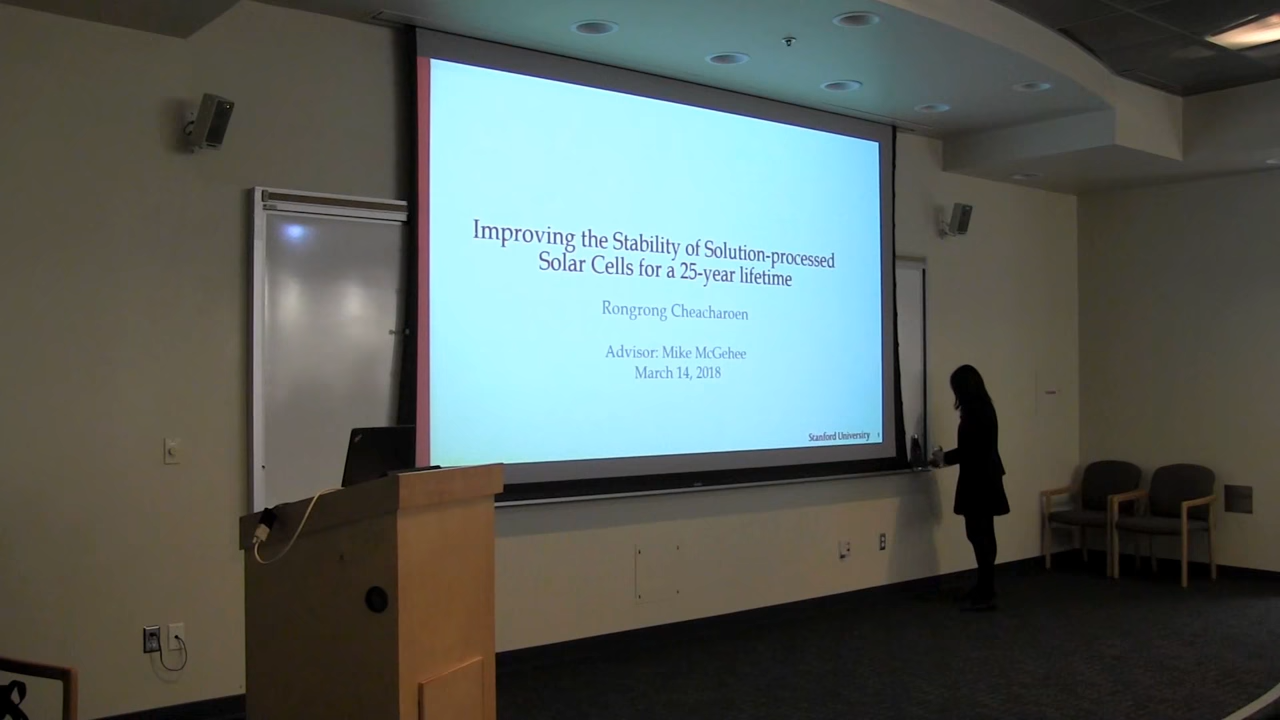 Improving the Stability of Solution-processed
Solar Cells for a 25-year lifetime
Rongrong Cheacharoen
Advisor: Mike McGehee
March 14, 2018
Stanford University